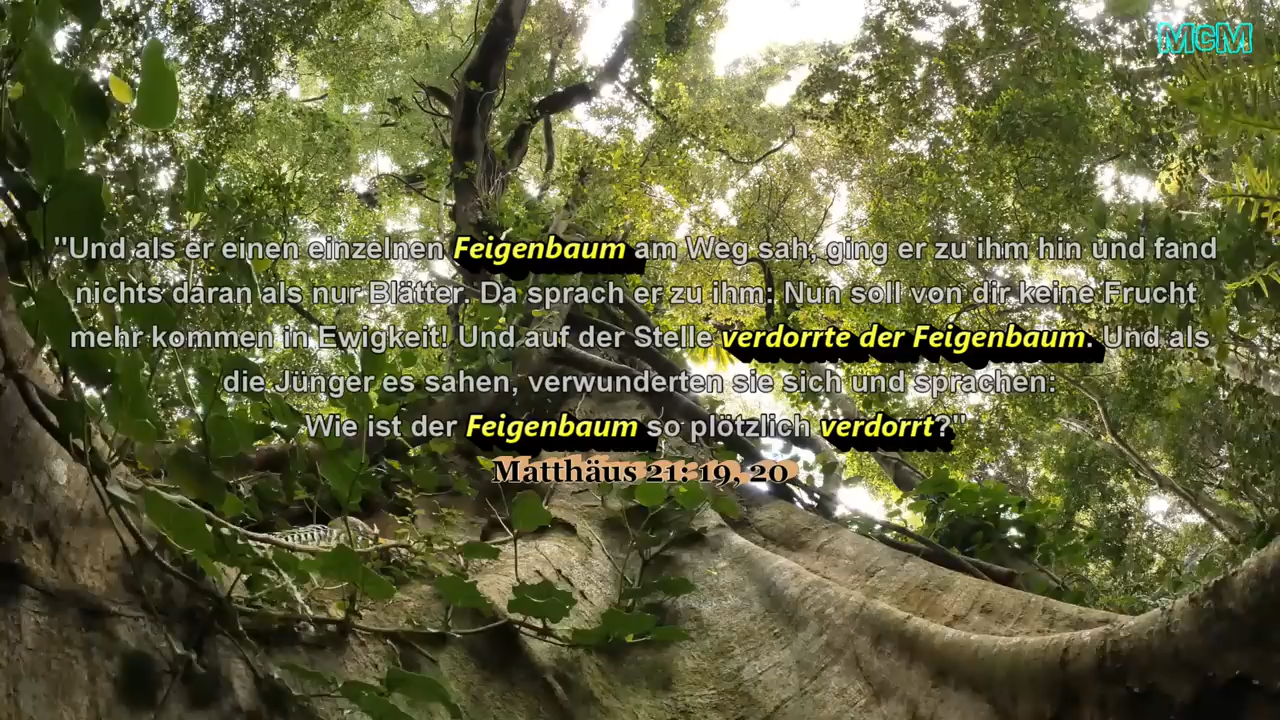 McM
"Und als er einen einzelnen Feigenbaum am Weg sah, ging er zu ihm hin und fand
nichts daran als nur Blätter. Da sprach er zu ihm: Nun soll von dir keine Frucht
mehr kommen in Ewigkeit! Und auf der Stelle verdorrte der Feigenbaum. Und als
die Jünger es sahen, verwunderten sie sich und sprachen:
Wie ist der Feigenbaum so plötzlich verdorrt?"
Matthäus 21: 19, 20